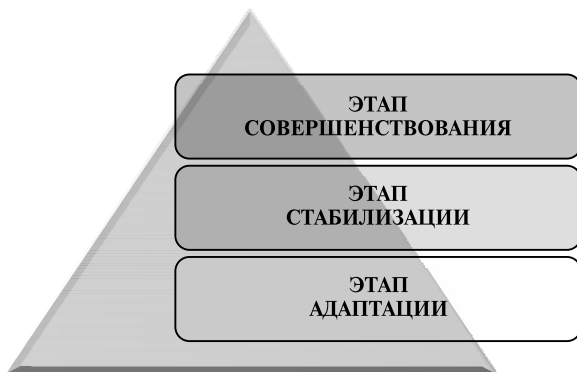 ЭТАП
СОВЕРШЕНСТВОВАНИЯ
ЭТАП
СТАБИЛИЗАЦИИ
ЭТАП
АДАПТАЦИИ